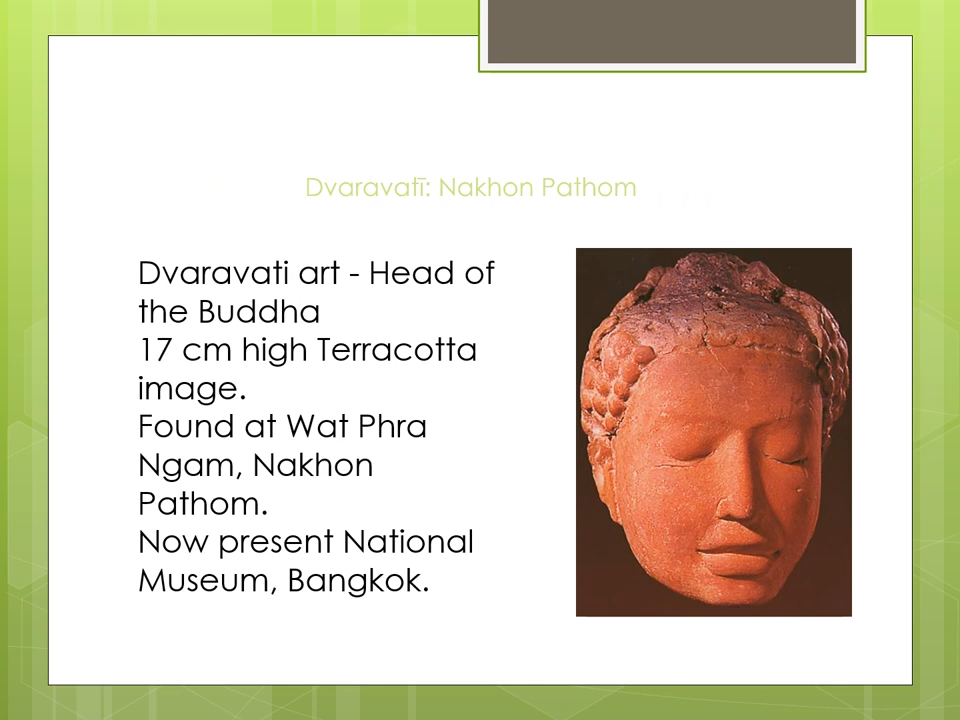 Dvaravatī: Nakhon Pathom
Dvaravati art - Head of
the Buddha
17 cm high Terracotta
image.
Found at Wat Phra
Ngam, Nakhon
Pathom.
Now present National
Museum, Bangkok.